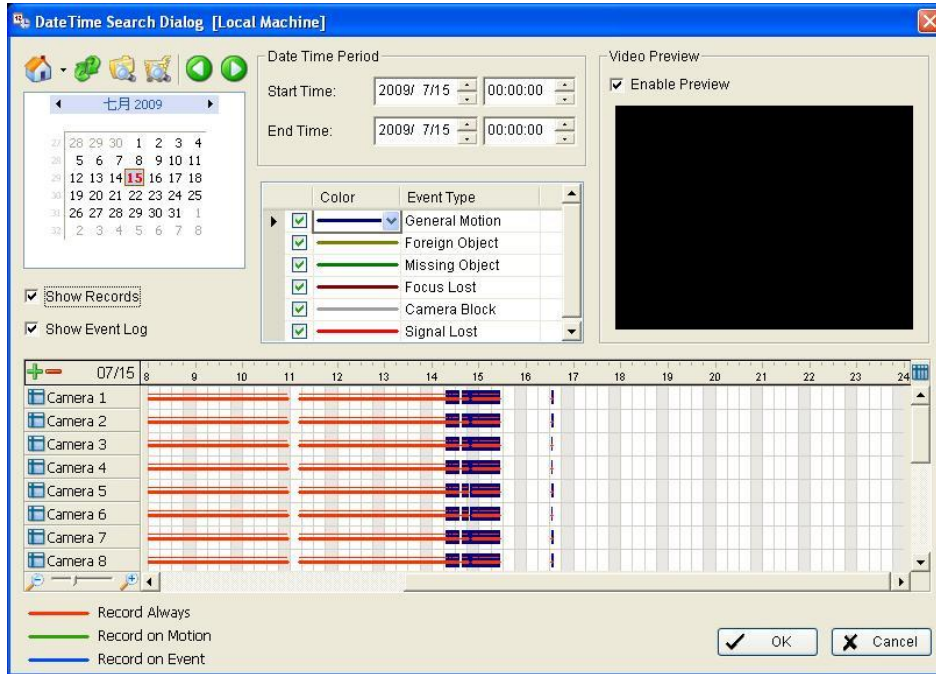 DateTime Search Dialog [Local Machine]
七月 2009
27 28 29 30 1 2 3 4
28 5 6 7 8 9 10 11
29 12 13 14 15 16 17 18
30 19 20 21 22 23 24 25
31 26 27 28 29 30 31 1
32 2 3 4 5 6 7 8
Show Records
Show Event Log
Date Time Period
Start Time: 2009/ 7/15 00:00:00
End Time: 2009/ 7/15 00:00:00
Color Event Type
General Motion
Foreign Object
Missing Object
Focus Lost
Camera Block
Signal Lost
Video Preview
Enable Preview
07/15 8 9 10 11 12 13 14 15 16 17 18 19 20 21 22 23 24
Camera 1
Camera 2
Camera 3
Camera 4
Camera 5
Camera 6
Camera 7
Camera 8
Record Always
Record on Motion
Record on Event
OK
Cancel